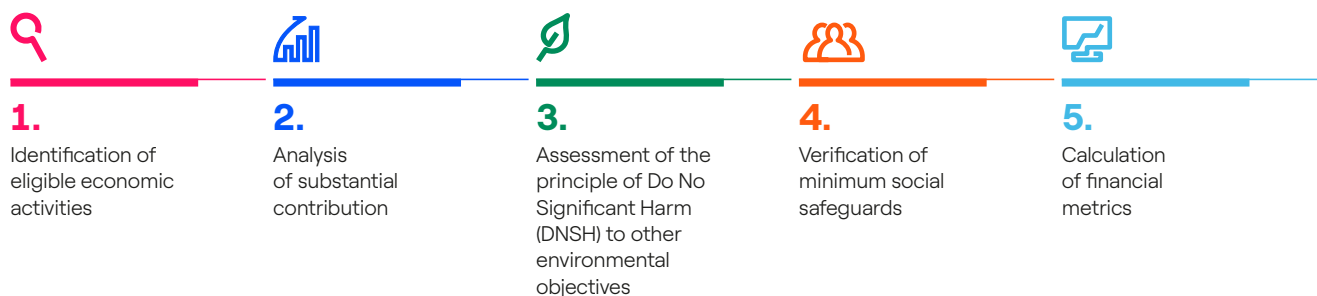 1.
Identification of
eligible economic
activities
2.
Analysis
of substantial
contribution
3.
Assessment of the
principle of Do No
Significant Harm
(DNSH) to other
environmental
objectives
4.
Verification of
minimum social
safeguards
5.
Calculation
of financial
metrics